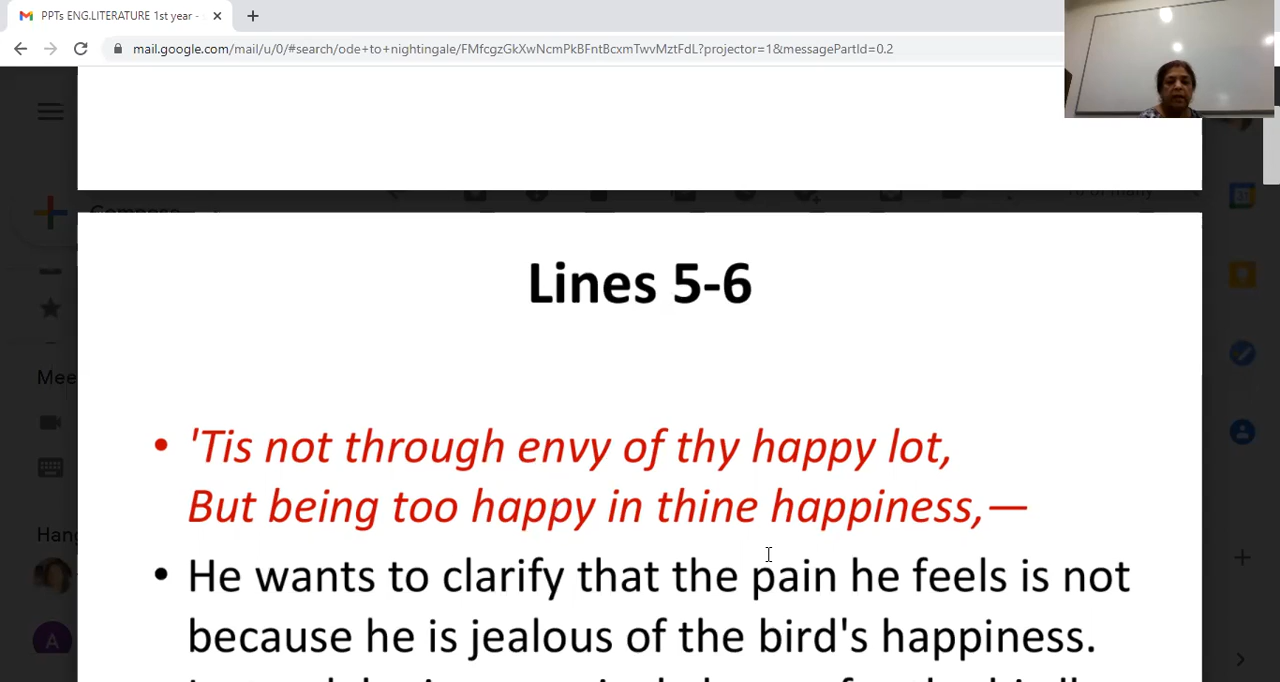 PPTs ENG.LITERATURE 1st year -
mail.google.com/mail/u/0/#search/ode+to+nightingale/FMfcgzGkXwNcmPkBFntBcxmTwvMztFdL?projector=1&messagePartId=0.2
Compose
Lines 5-6
Mee
• 'Tis not through envy of thy happy lot,
But being too happy in thine happiness,—
Hang
• He wants to clarify that the pain he feels is not
A
because he is jealous of the bird's happiness.